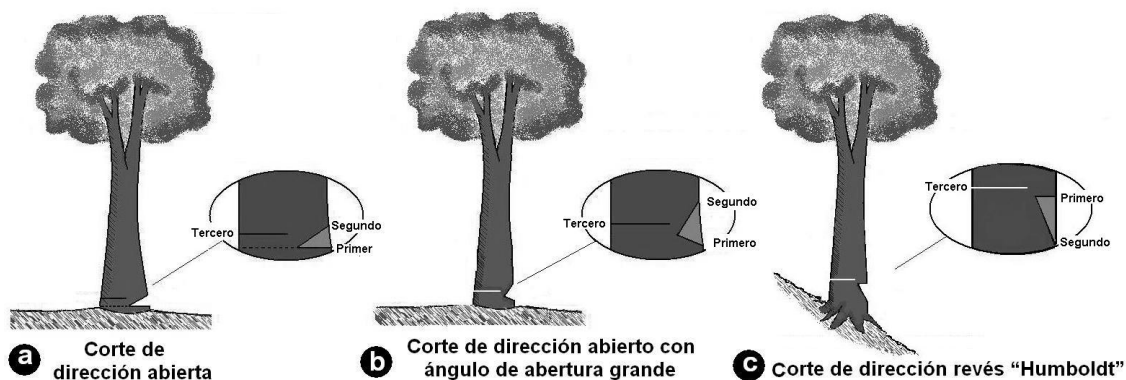 Tercero
Segundo
Primer
Tercero
Segundo
Primero
Tercero
Primero
Segundo
a Corte de
dirección abierta
b Corte de dirección abierto con
ángulo de abertura grande
c Corte de dirección revés “Humboldt”